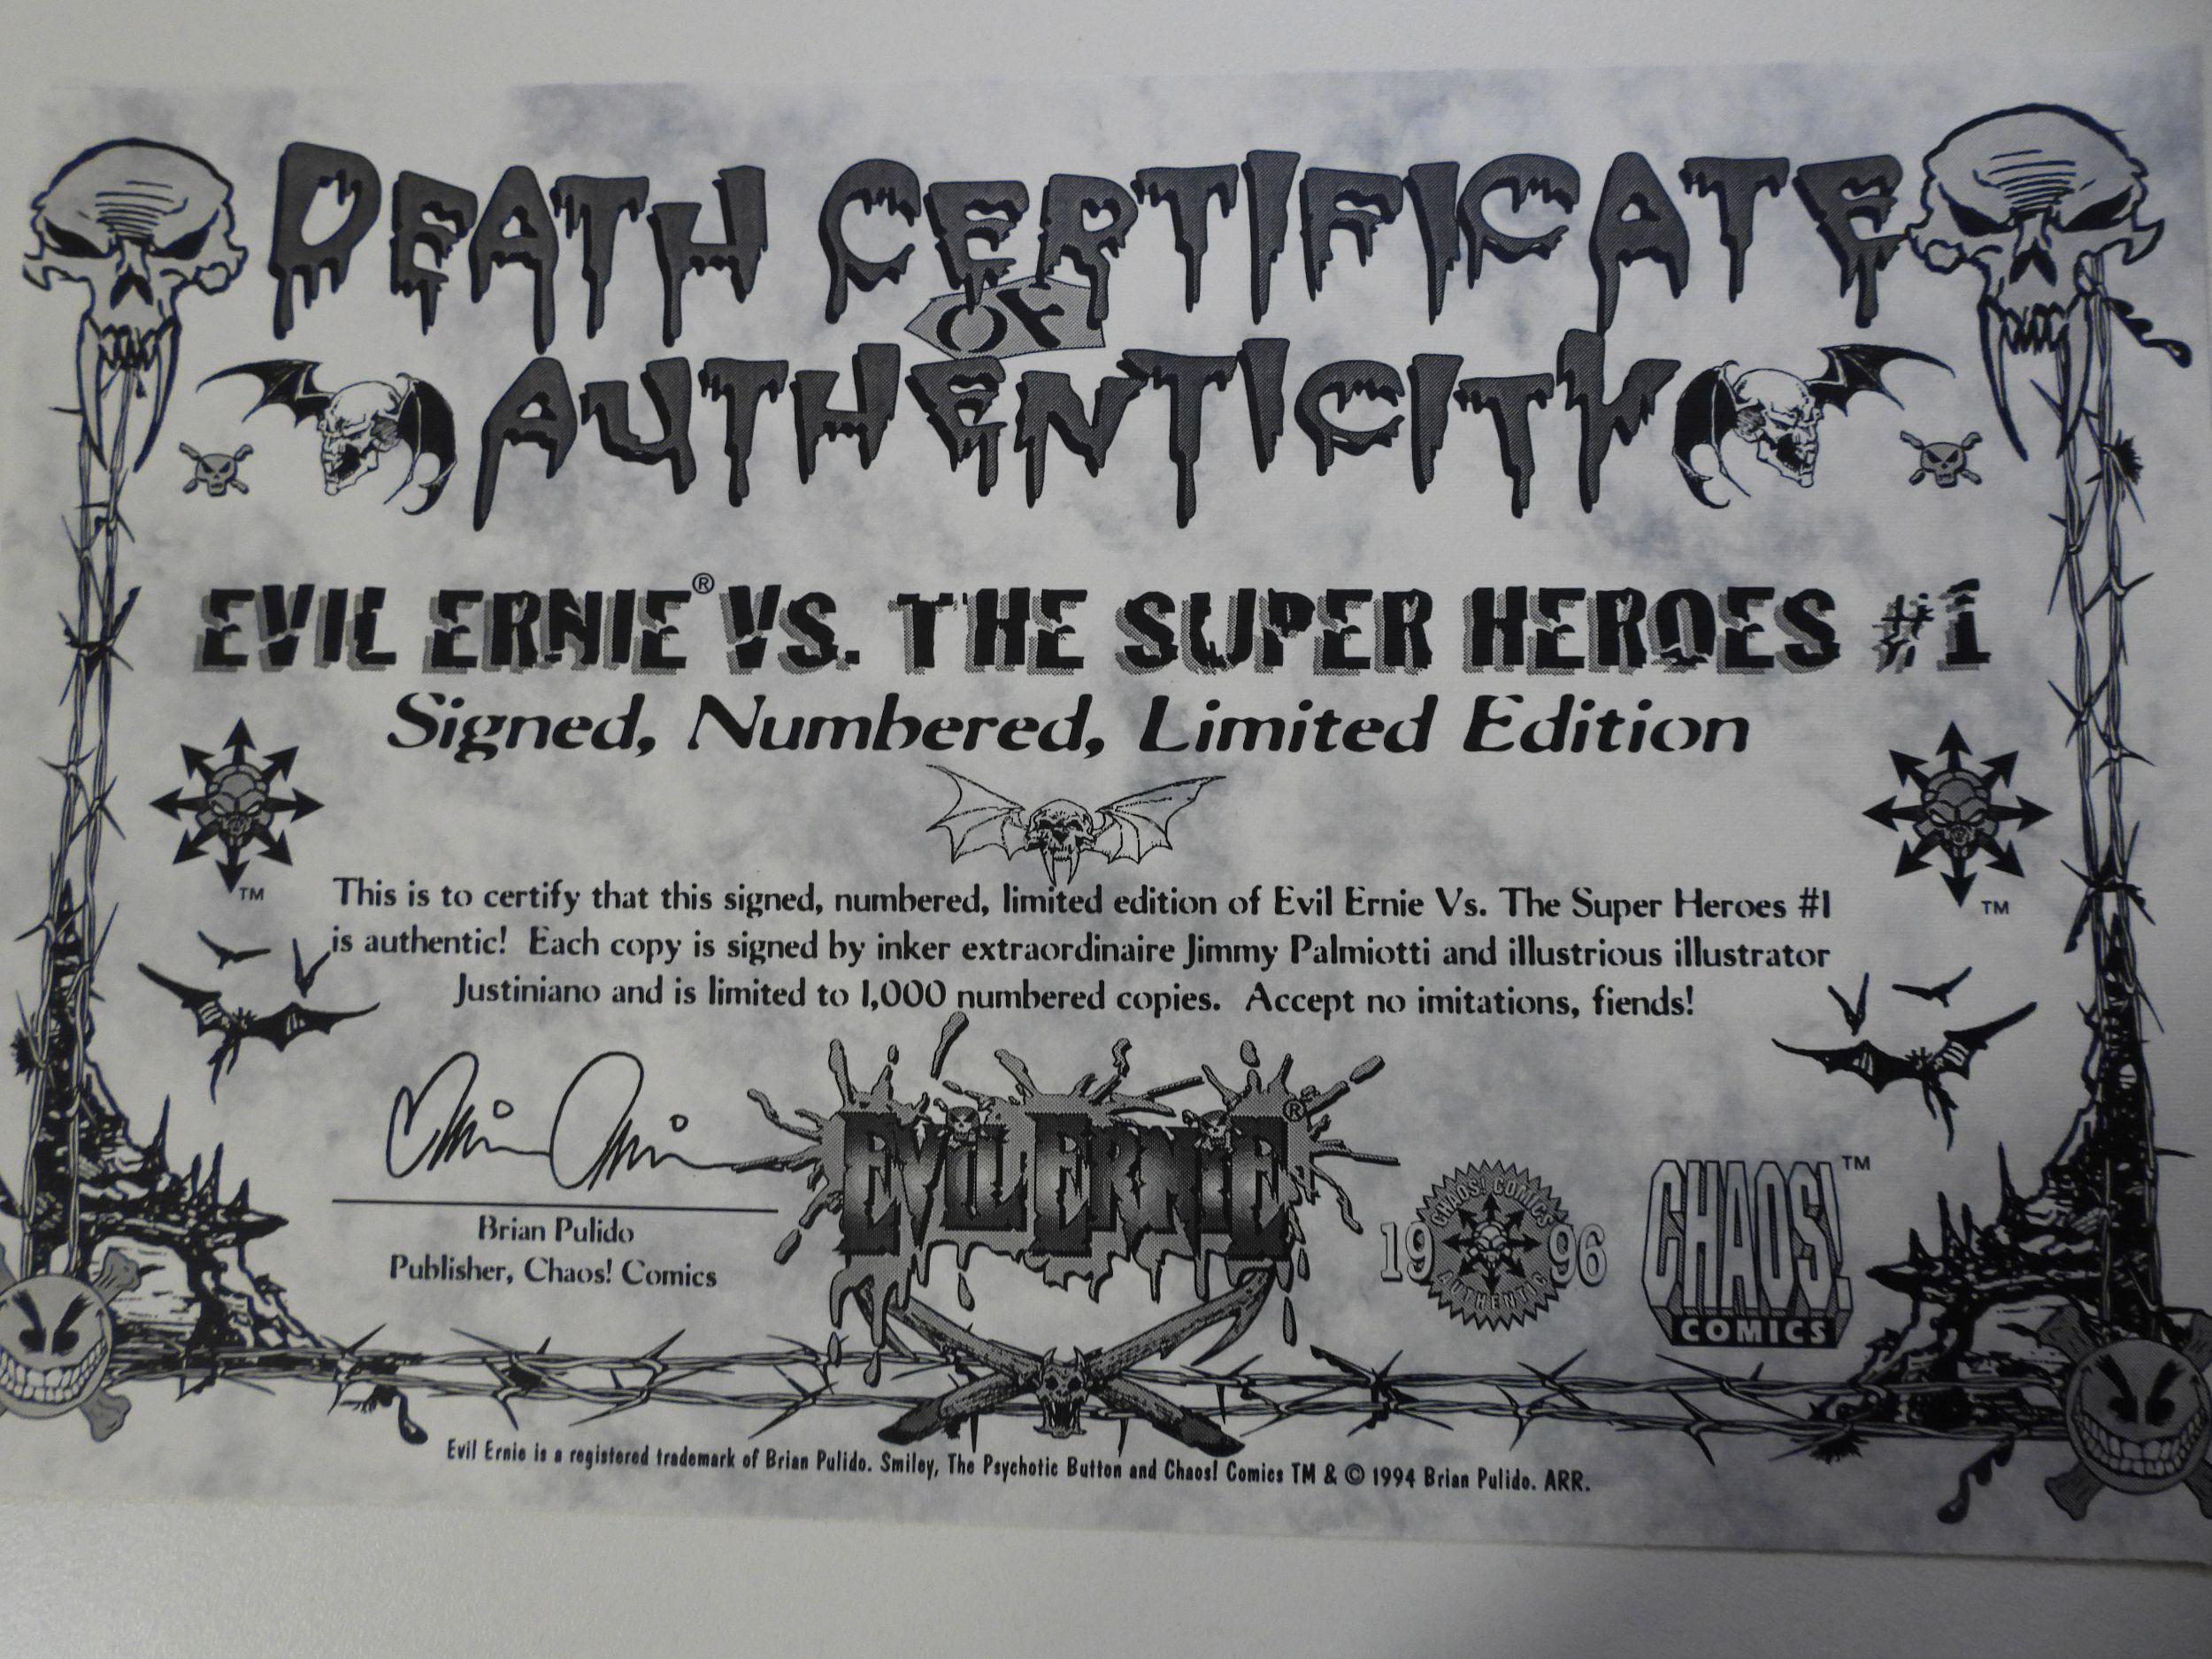 DEATH CERTIFICATE
OF
AUTHENTICITY
EVIL ERNIE® VS. THE SUPER HEROES #1
Signed, Numbered, Limited Edition
TM
TM
This is to certify that this signed, numbered, limited edition of Evil Ernie Vs. The Super Heroes #1
is authentic! Each copy is signed by inker extraordinaire Jimmy Palmiotti and illustrious illustrator
Justiniano and is limited to 1,000 numbered copies. Accept no imitations, fiends!
Brian Pulido
Publisher, Chaos! Comics
EVIL ERNIE®
CHAOS! COMICS
1996
AUTHENTIC
CHAOS!™
COMICS
Evil Ernie is a registered trademark of Brian Pulido. Smiley, The Psychotic Button and Chaos! Comics TM & © 1994 Brian Pulido. ARR.